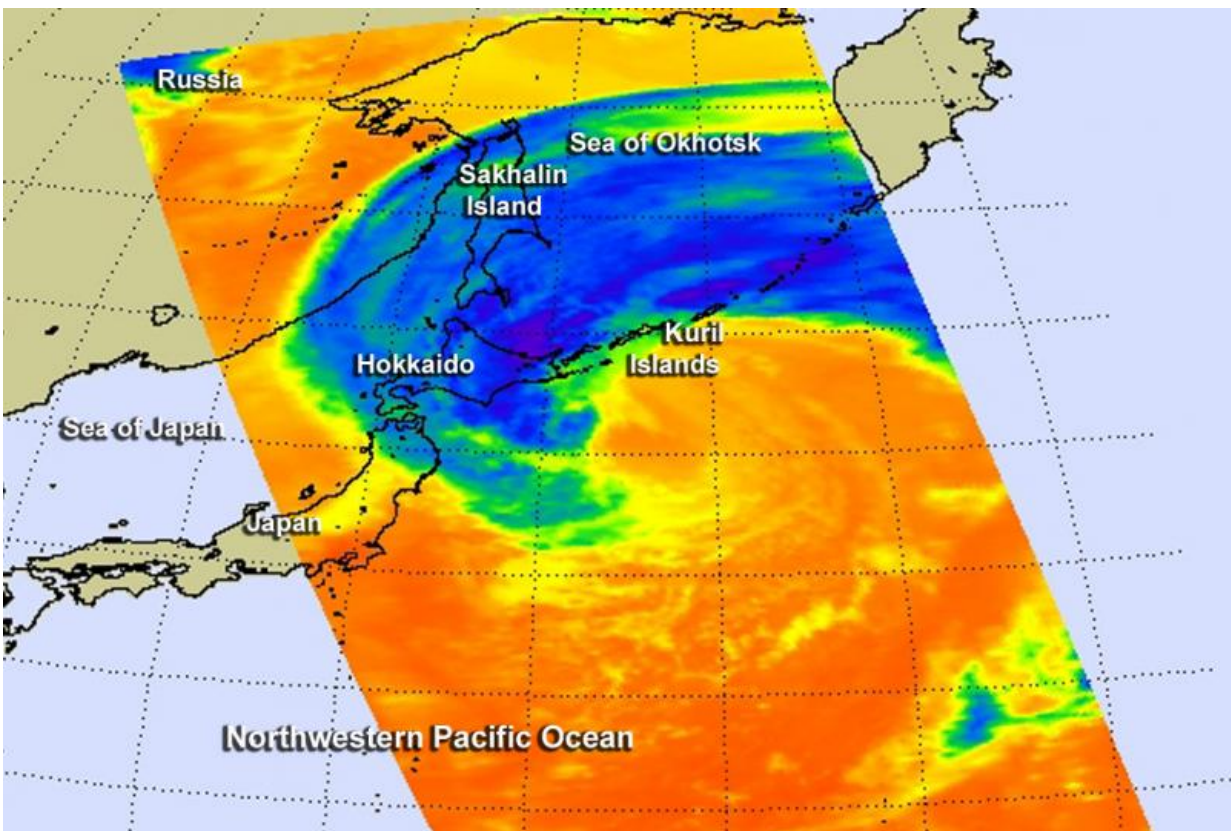 Russia
Sea of Okhotsk
Sakhalin
Island
Kuril
Islands
Hokkaido
Sea of Japan
Japan
Northwestern Pacific Ocean